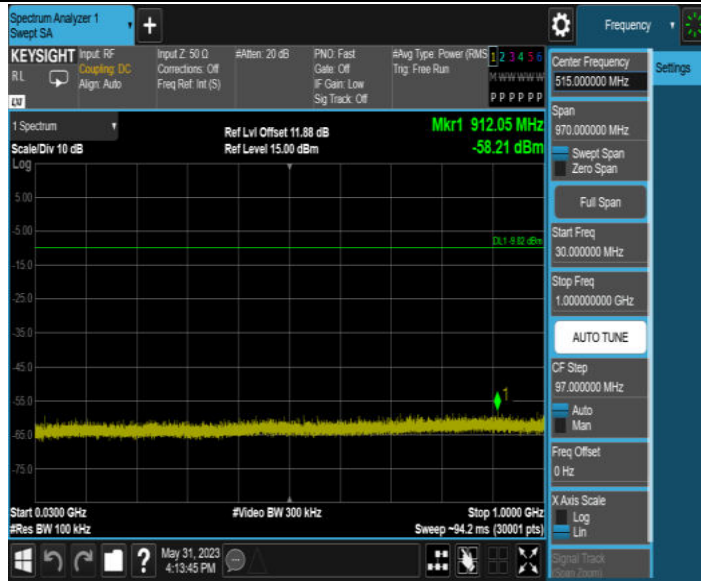 Spectrum Analyzer 1
Swept SA
+
Frequency
KEYSIGHT
RL
LXI
Input: RF
Coupling: DC
Align: Auto
Input Z: 50 Ω
Corrections: Off
Freq Ref: Int (S)
#Atten: 20 dB
PNO: Fast
Gate: Off
IF Gain: Low
Sig Track: Off
#Avg Type: Power (RMS
Trig: Free Run
1 2 3 4 5 6
M W W W W W
P P P P P P
1 Spectrum
Scale/Div 10 dB
Log
Ref Lvl Offset 11.88 dB
Ref Level 15.00 dBm
Mkr1 912.05 MHz
-58.21 dBm
5.00
-5.00
-15.0
-25.0
-35.0
-45.0
-55.0
-65.0
-75.0
DL1 -9.82 dBm
1
Start 0.0300 GHz
#Res BW 100 kHz
#Video BW 300 kHz
Stop 1.0000 GHz
Sweep ~94.2 ms (30001 pts)
?
May 31, 2023
4:13:45 PM
Center Frequency
515.000000 MHz
Span
970.000000 MHz
Swept Span
Zero Span
Full Span
Start Freq
30.000000 MHz
Stop Freq
1.000000000 GHz
AUTO TUNE
CF Step
97.000000 MHz
Auto
Man
Freq Offset
0 Hz
X Axis Scale
Log
Lin
Signal Track
(Span Zoom)
Settings